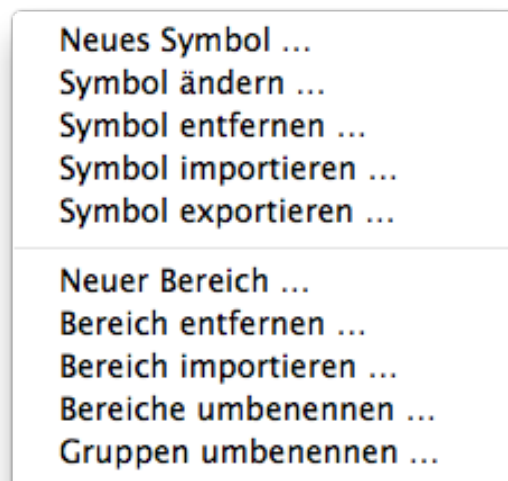 Neues Symbol ...
Symbol ändern ...
Symbol entfernen ...
Symbol importieren ...
Symbol exportieren ...
Neuer Bereich ...
Bereich entfernen ...
Bereich importieren ...
Bereiche umbenennen ...
Gruppen umbenennen ...